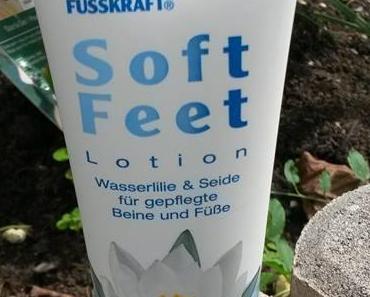 FUSSKRAFT®
Soft
Feet
Lotion
Wasserlilie & Seide
für gepflegte
Beine und Füße